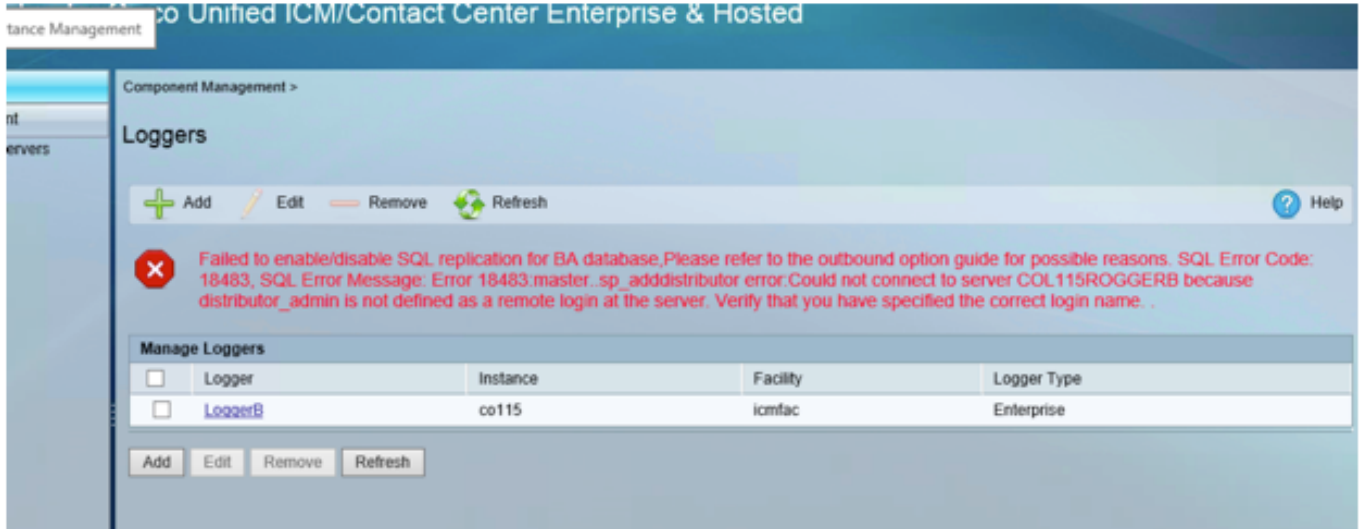 co Unified ICM/Contact Center Enterprise & Hosted
tance Management
Component Management >
nt
Loggers
ervers
Add Edit Remove Refresh Help
Failed to enable/disable SQL replication for BA database,Please refer to the outbound option guide for possible reasons. SQL Error Code:
18483, SQL Error Message: Error 18483:master..sp_adddistributor error:Could not connect to server COL115ROGGERB because
distributor_admin is not defined as a remote login at the server. Verify that you have specified the correct login name. .
Manage Loggers
Logger Instance Facility Logger Type
LoggerB co115 icmfac Enterprise
Add Edit Remove Refresh